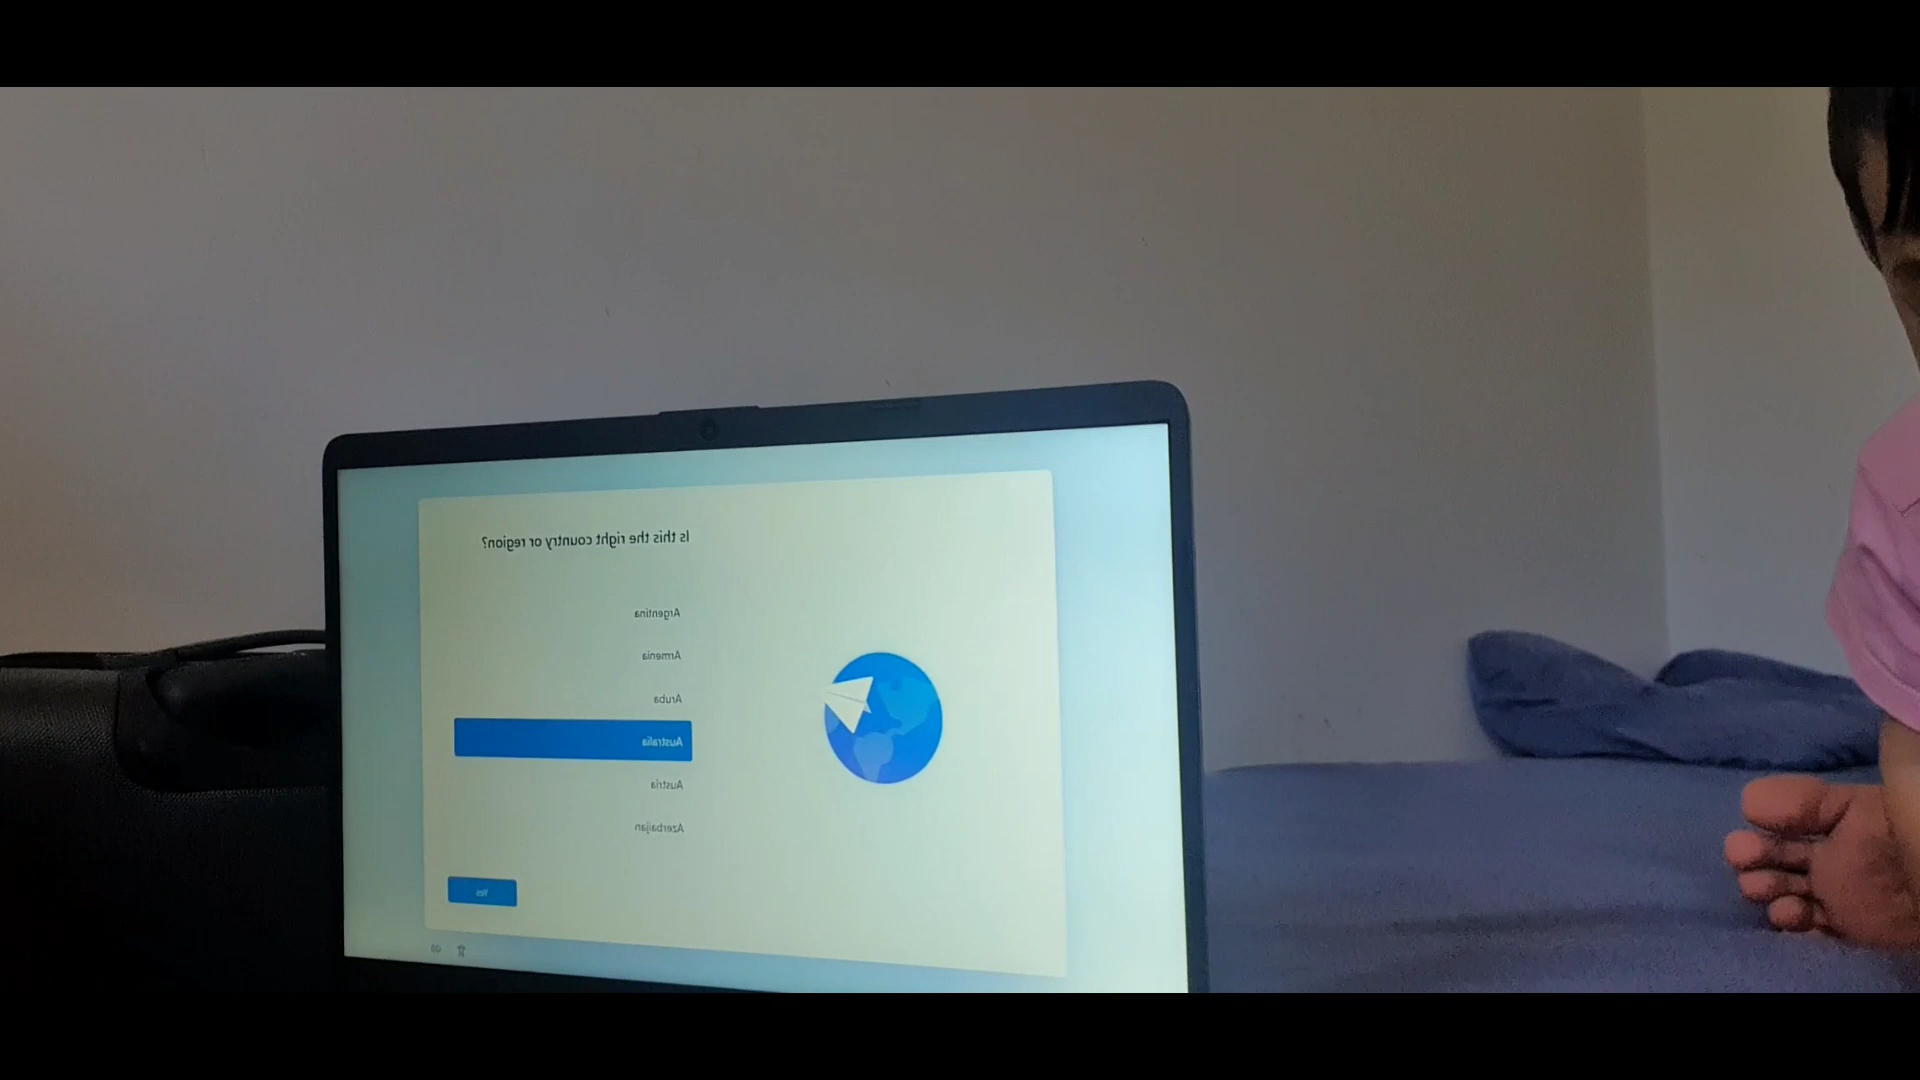 Is this the right country or region?
Argentina
Armenia
Aruba
Australia
Austria
Azerbaijan
Yes